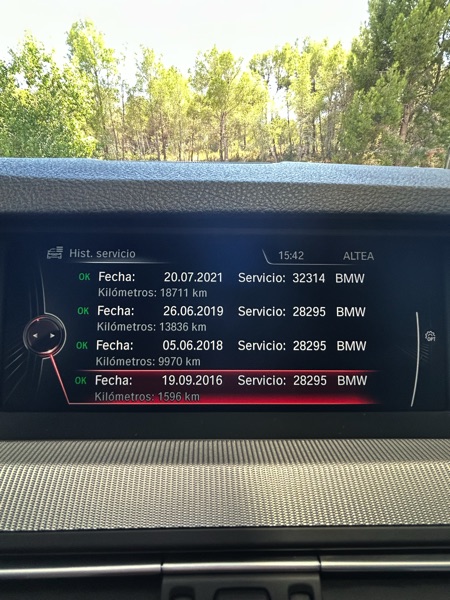 Hist. servicio 15:42 ALTEA
OK Fecha: 20.07.2021 Servicio: 32314 BMW
Kilómetros: 18711 km
OK Fecha: 26.06.2019 Servicio: 28295 BMW
Kilómetros: 13836 km
OK Fecha: 05.06.2018 Servicio: 28295 BMW
Kilómetros: 9970 km
OK Fecha: 19.09.2016 Servicio: 28295 BMW
Kilómetros: 1596 km
OPT